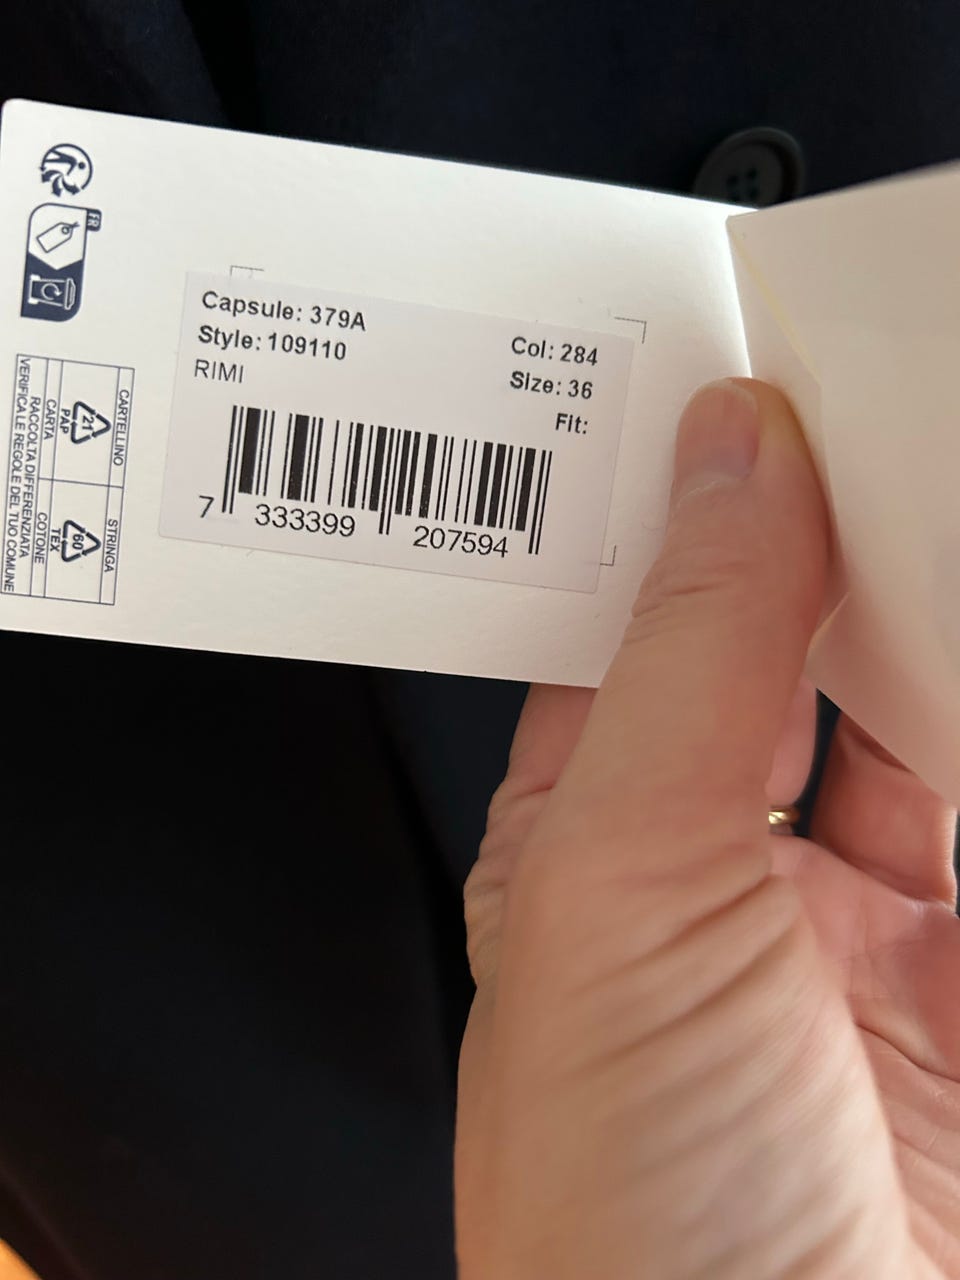 FR
Capsule: 379A
Style: 109110
RIMI
Col: 284
Size: 36
Fit:
7 333399 207594
CARTELLINO
21
PAP
CARTA
STRINGA
60
TEX
COTONE
RACCOLTA DIFFERENZIATA
VERIFICA LE REGOLE DEL TUO COMUNE